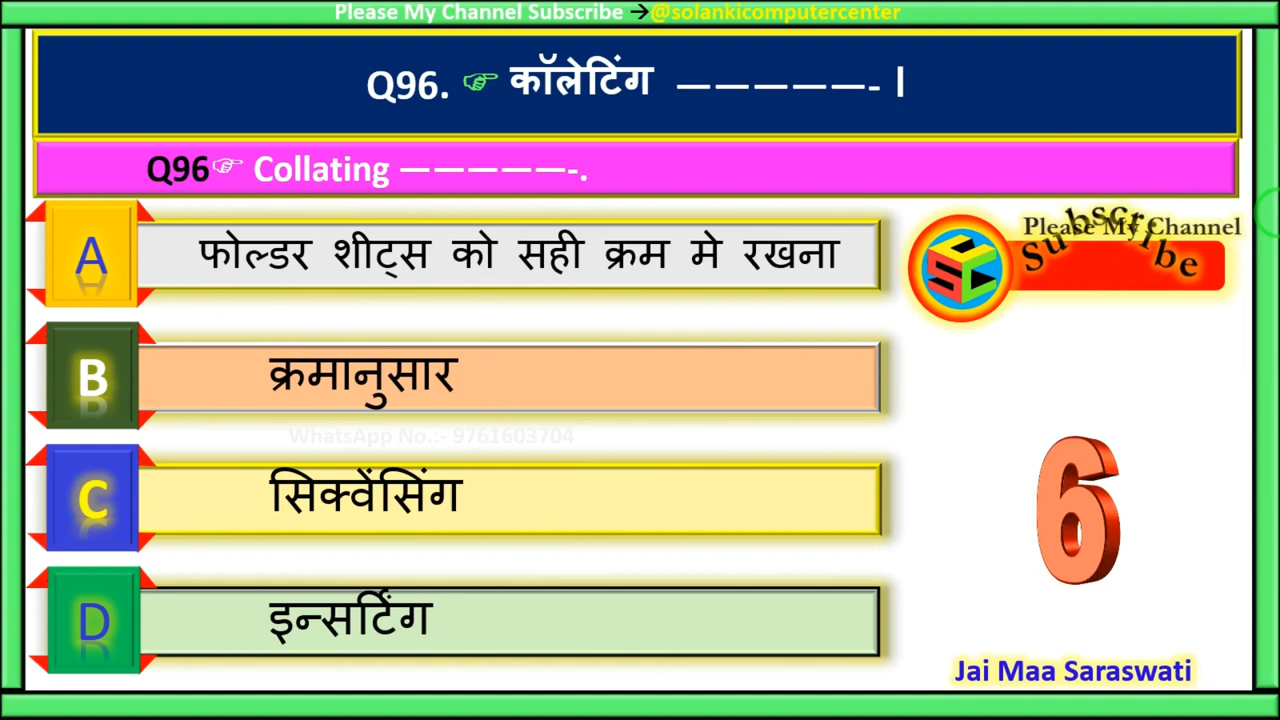 Please My Channel Subscribe →@solankicomputercenter
Q96. ☞ कॉलेटिंग —————- ।
Q96☞ Collating —————-.
A फोल्डर शीट्स को सही क्रम मे रखना
Please My Channel
Subscribe
SCC
B क्रमानुसार
WhatsApp No.:- 9761603704
C सिक्वेंसिंग
6
D इन्सर्टिंग
Jai Maa Saraswati